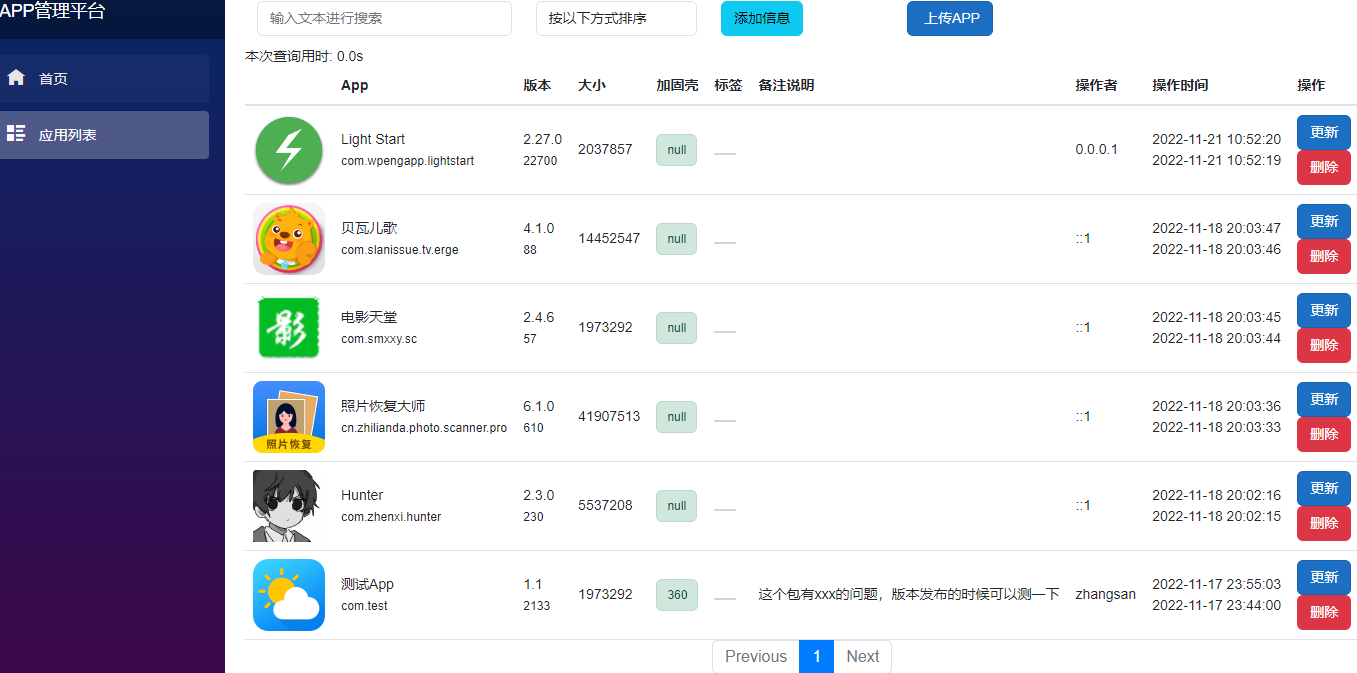 APP管理平台
首页
应用列表
输入文本进行搜索
按以下方式排序
添加信息
上传APP
本次查询用时: 0.0s
App 版本 大小 加固壳 标签 备注说明 操作者 操作时间 操作
Light Start 2.27.0 2037857 null 0.0.0.1 2022-11-21 10:52:20 更新
com.wpengapp.lightstart 22700 2022-11-21 10:52:19 删除
贝瓦儿歌 4.1.0 14452547 null ::1 2022-11-18 20:03:47 更新
com.slanissue.tv.erge 88 2022-11-18 20:03:46 删除
影 电影天堂 2.4.6 1973292 null ::1 2022-11-18 20:03:45 更新
com.smxxy.sc 57 2022-11-18 20:03:44 删除
照片恢复大师 6.1.0 41907513 null ::1 2022-11-18 20:03:36 更新
照片恢复 cn.zhilianda.photo.scanner.pro 610 2022-11-18 20:03:33 删除
Hunter 2.3.0 5537208 null ::1 2022-11-18 20:02:16 更新
com.zhenxi.hunter 230 2022-11-18 20:02:15 删除
测试App 1.1 1973292 360 这个包有xxx的问题，版本发布的时候可以测一下 zhangsan 2022-11-17 23:55:03 更新
com.test 2133 2022-11-17 23:44:00 删除
Previous 1 Next